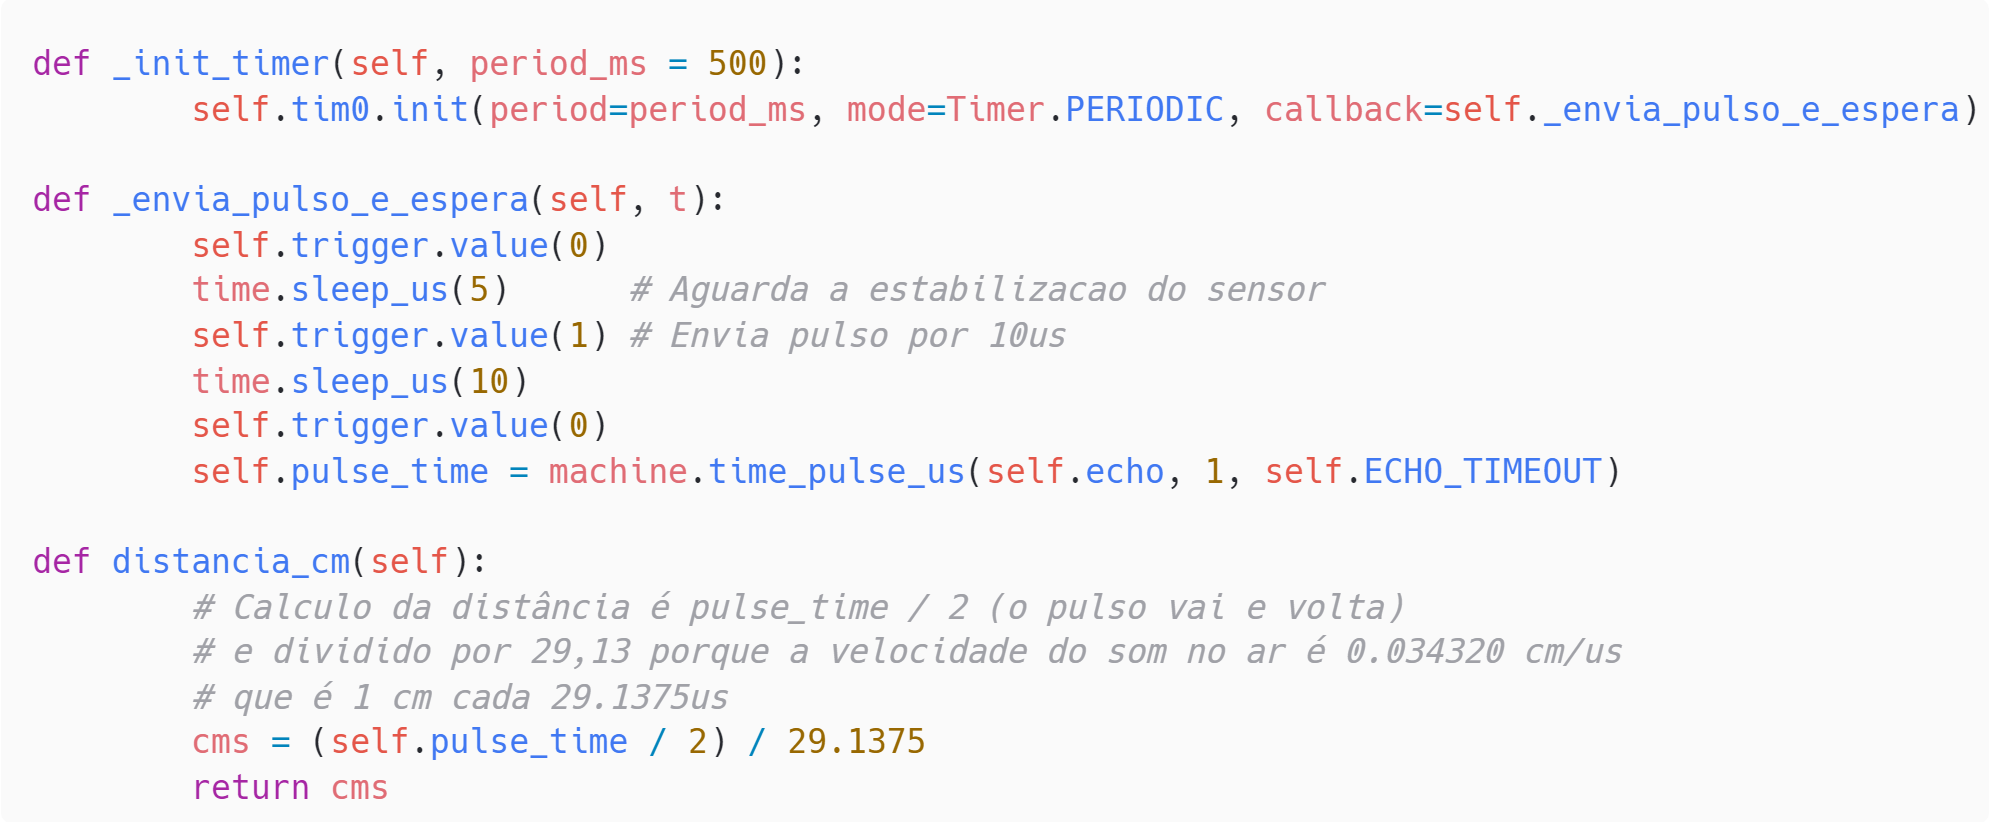 def _init_timer(self, period_ms = 500):
        self.tim0.init(period=period_ms, mode=Timer.PERIODIC, callback=self._envia_pulso_e_espera)

def _envia_pulso_e_espera(self, t):
        self.trigger.value(0)
        time.sleep_us(5)      # Aguarda a estabilizacao do sensor
        self.trigger.value(1) # Envia pulso por 10us
        time.sleep_us(10)
        self.trigger.value(0)
        self.pulse_time = machine.time_pulse_us(self.echo, 1, self.ECHO_TIMEOUT)

def distancia_cm(self):
        # Calculo da distância é pulse_time / 2 (o pulso vai e volta)
        # e dividido por 29,13 porque a velocidade do som no ar é 0.034320 cm/us
        # que é 1 cm cada 29.1375us
        cms = (self.pulse_time / 2) / 29.1375
        return cms